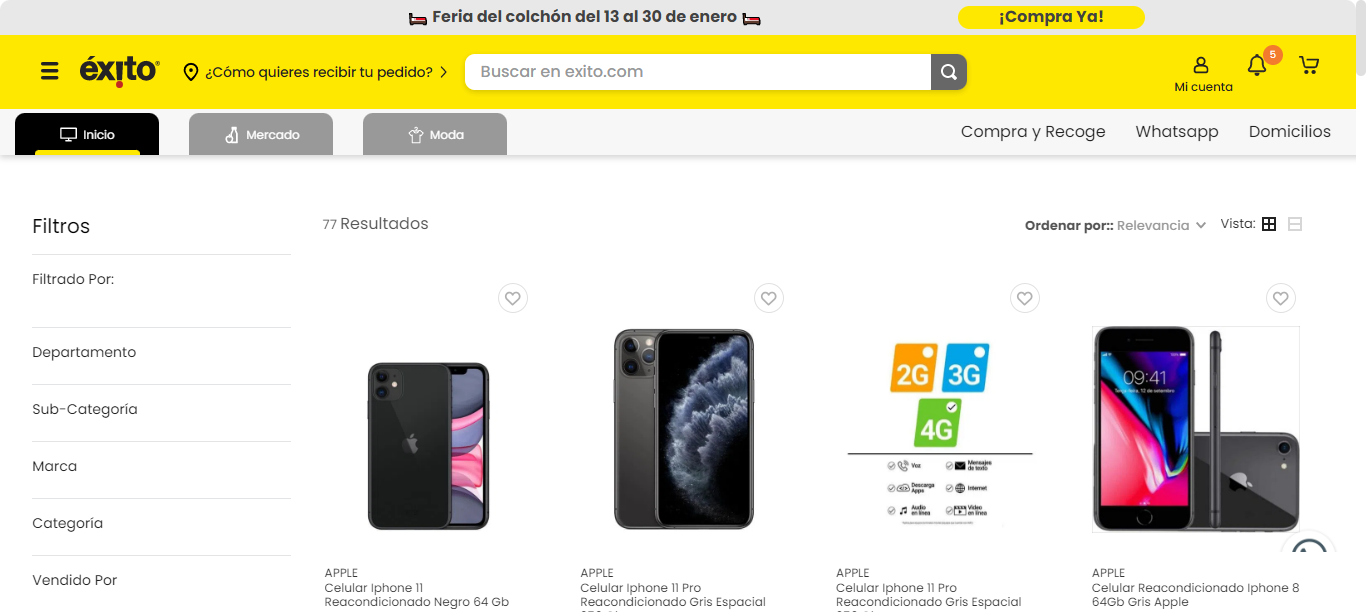 Feria del colchón del 13 al 30 de enero
¡Compra Ya!
éxito
¿Cómo quieres recibir tu pedido?
Buscar en exito.com
Mi cuenta
5
Inicio
Mercado
Moda
Compra y Recoge
Whatsapp
Domicilios
Filtros
77 Resultados
Ordenar por:: Relevancia
Vista:
Filtrado Por:
Departamento
Sub-Categoría
Marca
Categoría
Vendido Por
2G 3G
4G
Voz
Mensajes de texto
Descarga Apps
Internet
Audio en línea
Video en línea
09:41
APPLE
Celular Iphone 11
Reacondicionado Negro 64 Gb
APPLE
Celular Iphone 11 Pro
Reacondicionado Gris Espacial
APPLE
Celular Iphone 11 Pro
Reacondicionado Gris Espacial
APPLE
Celular Reacondicionado Iphone 8
64Gb Gris Apple